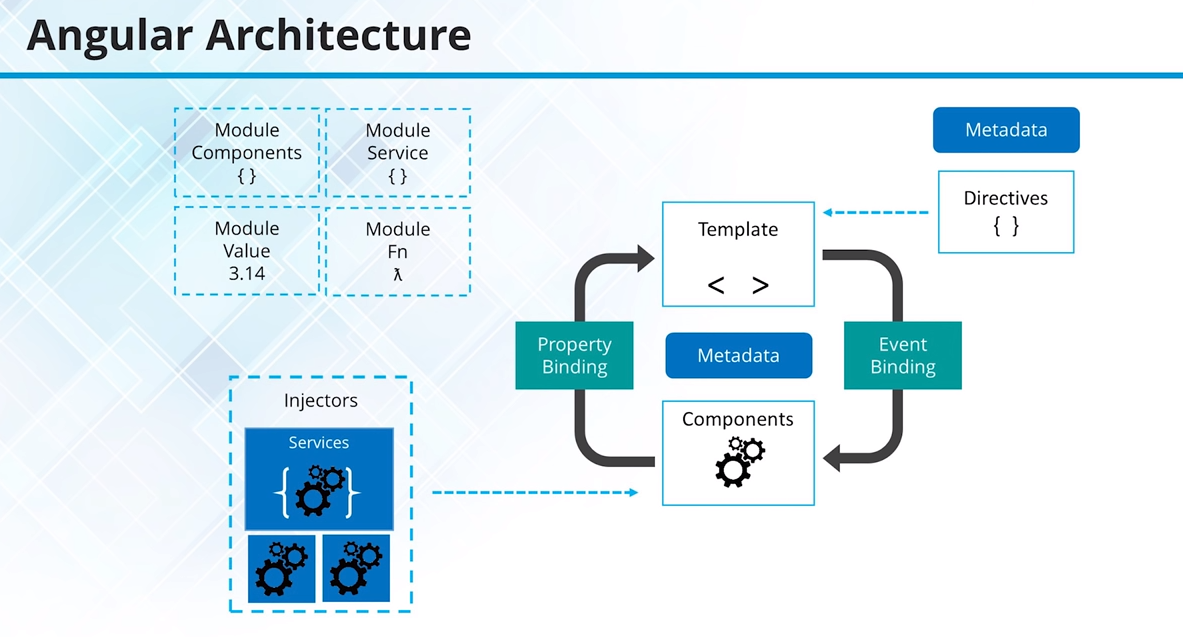 Angular Architecture
Module
Components
{ }
Module
Service
{ }
Module
Value
3.14
Module
Fn
ƛ
Metadata
Directives
{ }
Template
< >
Property
Binding
Metadata
Event
Binding
Components
Injectors
Services
{ }